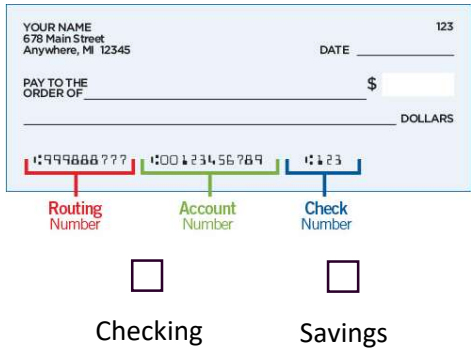 YOUR NAME 123
678 Main Street
Anywhere, MI 12345 DATE
PAY TO THE
ORDER OF $
DOLLARS
⑆999888777 ⑆00123456789 ⑆123
Routing Account Check
Number Number Number
Checking Savings